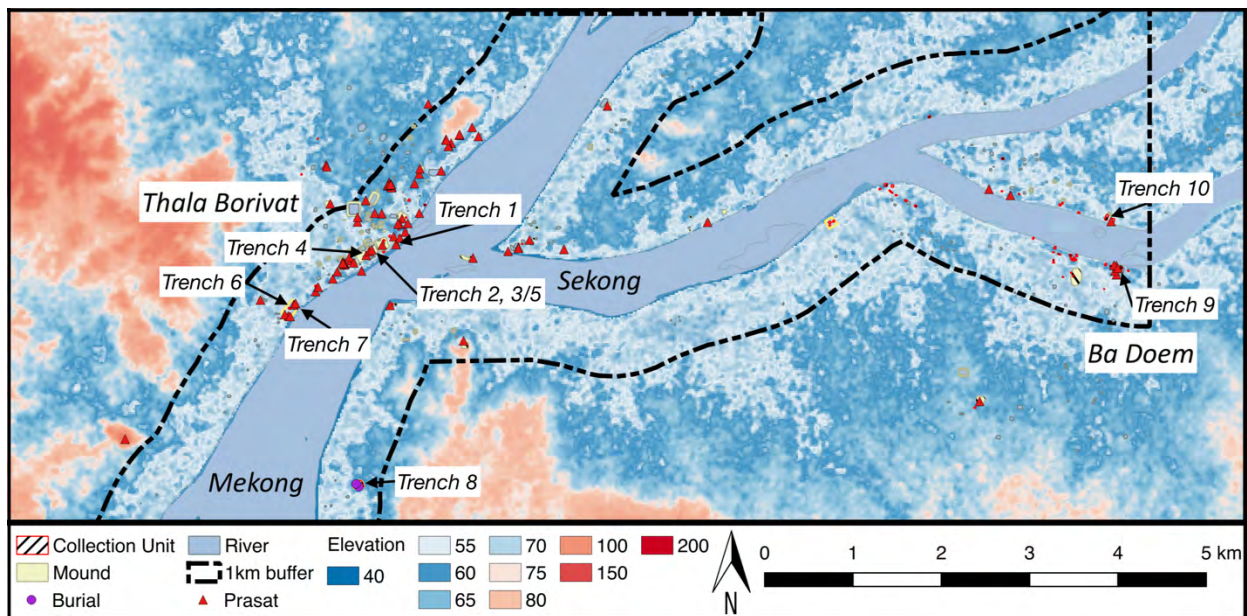 Thala Borivat
Trench 1
Trench 10
Trench 4
Sekong
Trench 6
Trench 2, 3/5
Trench 9
Trench 7
Ba Doem
Mekong
Trench 8
Collection Unit
River
Elevation
55
70
100
200
0
1
2
3
4
5 km
Mound
1km buffer
40
60
75
150
Burial
Prasat
65
80
N